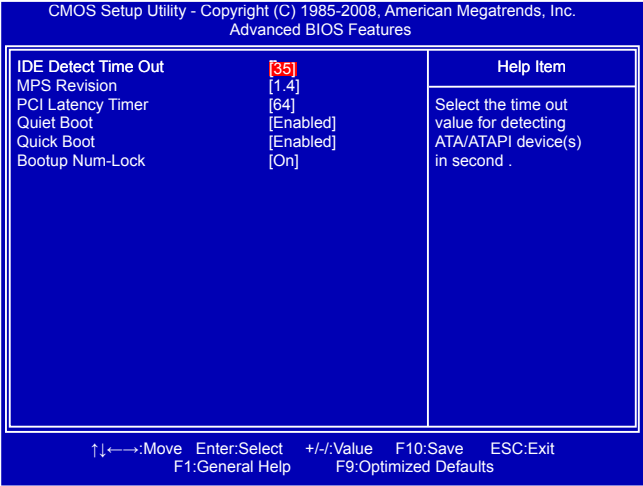 CMOS Setup Utility - Copyright (C) 1985-2008, American Megatrends, Inc.
Advanced BIOS Features
IDE Detect Time Out [35]
MPS Revision [1.4]
PCI Latency Timer [64]
Quiet Boot [Enabled]
Quick Boot [Enabled]
Bootup Num-Lock [On]
Help Item
Select the time out
value for detecting
ATA/ATAPI device(s)
in second .
↑↓←→:Move Enter:Select +/-/:Value F10:Save ESC:Exit
F1:General Help F9:Optimized Defaults